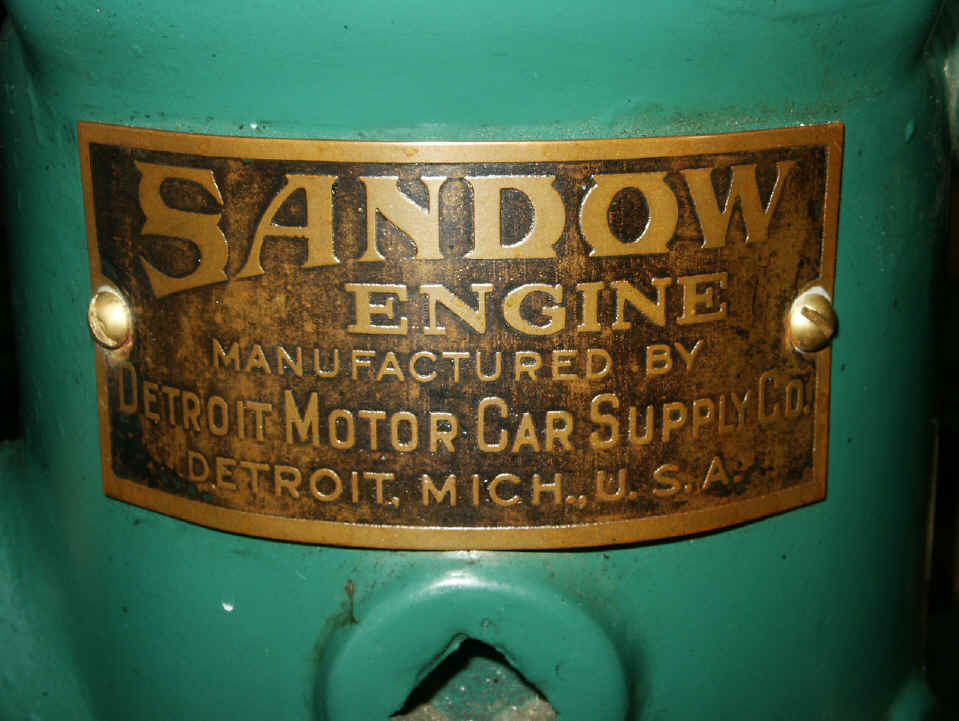 SANDOW
ENGINE
MANUFACTURED BY
DETROIT MOTOR CAR SUPPLY CO.
DETROIT, MICH., U. S. A.